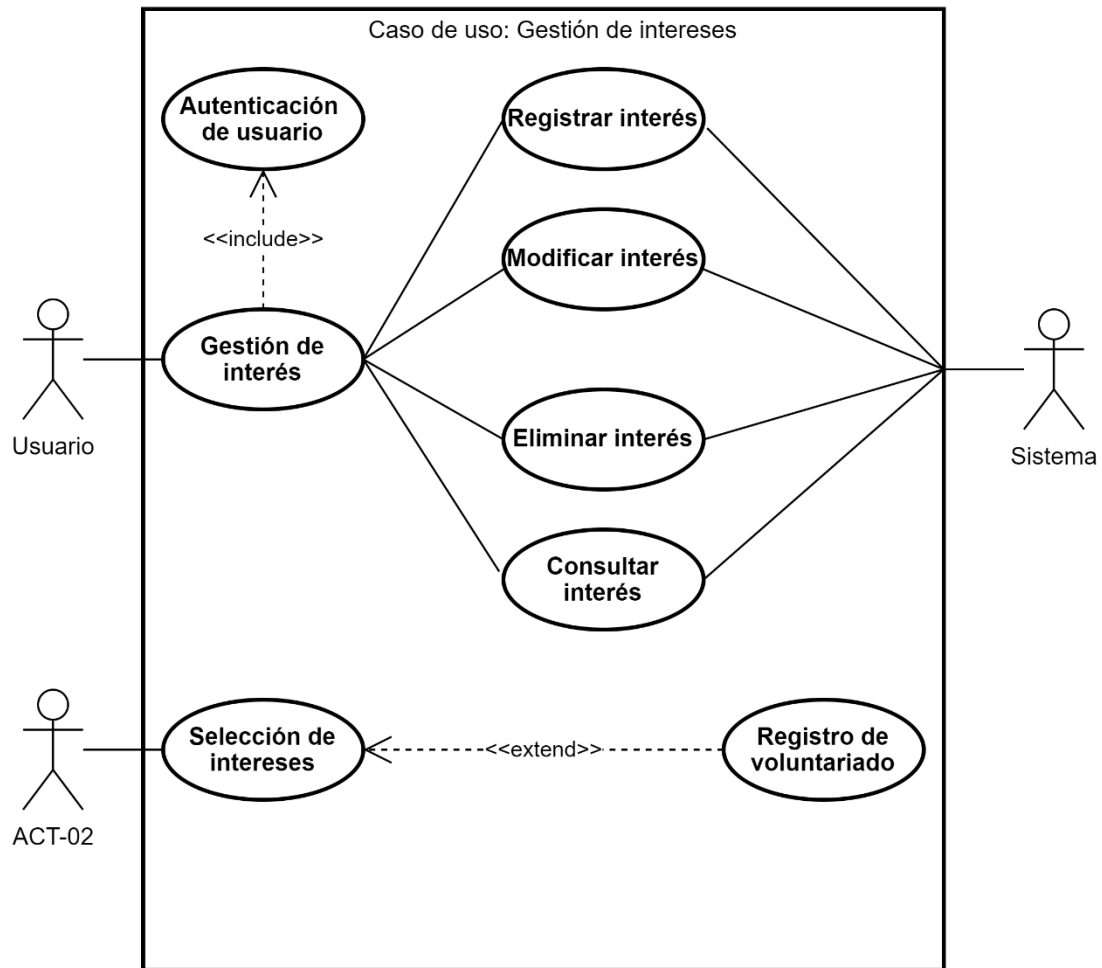 Caso de uso: Gestión de intereses
Autenticación
de usuario
Registrar interés
<<include>>
Modificar interés
Gestión de
interés
Usuario
Eliminar interés
Sistema
Consultar
interés
Selección de
intereses
<<extend>>
Registro de
voluntariado
ACT-02